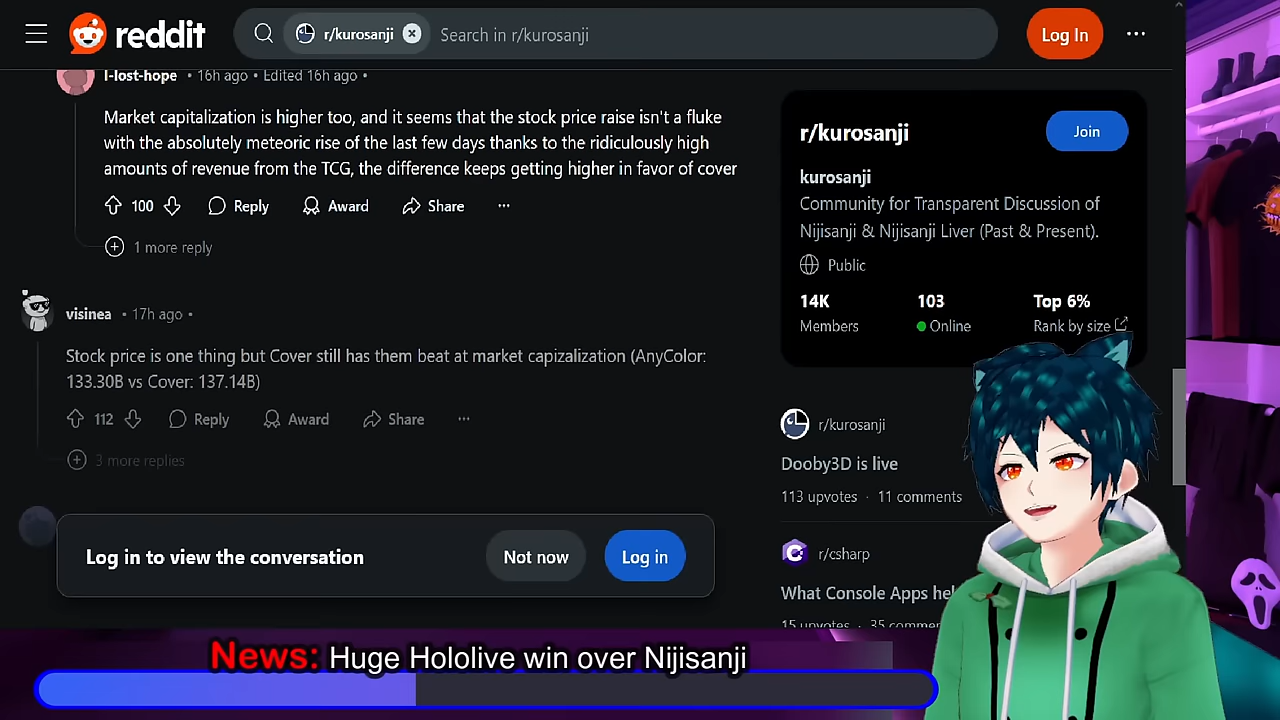 reddit
r/kurosanji
Search in r/kurosanji
Log In
I-lost-hope • 16h ago • Edited 16h ago •
Market capitalization is higher too, and it seems that the stock price raise isn't a fluke
with the absolutely meteoric rise of the last few days thanks to the ridiculously high
amounts of revenue from the TCG, the difference keeps getting higher in favor of cover
100 Reply Award Share
1 more reply
visinea • 17h ago •
Stock price is one thing but Cover still has them beat at market capizalization (AnyColor:
133.30B vs Cover: 137.14B)
112 Reply Award Share
3 more replies
Log in to view the conversation
Not now
Log in
r/kurosanji
Join
kurosanji
Community for Transparent Discussion of
Nijisanji & Nijisanji Liver (Past & Present).
Public
14K 103 Top 6%
Members Online Rank by size
r/kurosanji
Dooby3D is live
113 upvotes · 11 comments
r/csharp
What Console Apps
15 upvotes
News: Huge Hololive win over Nijisanji